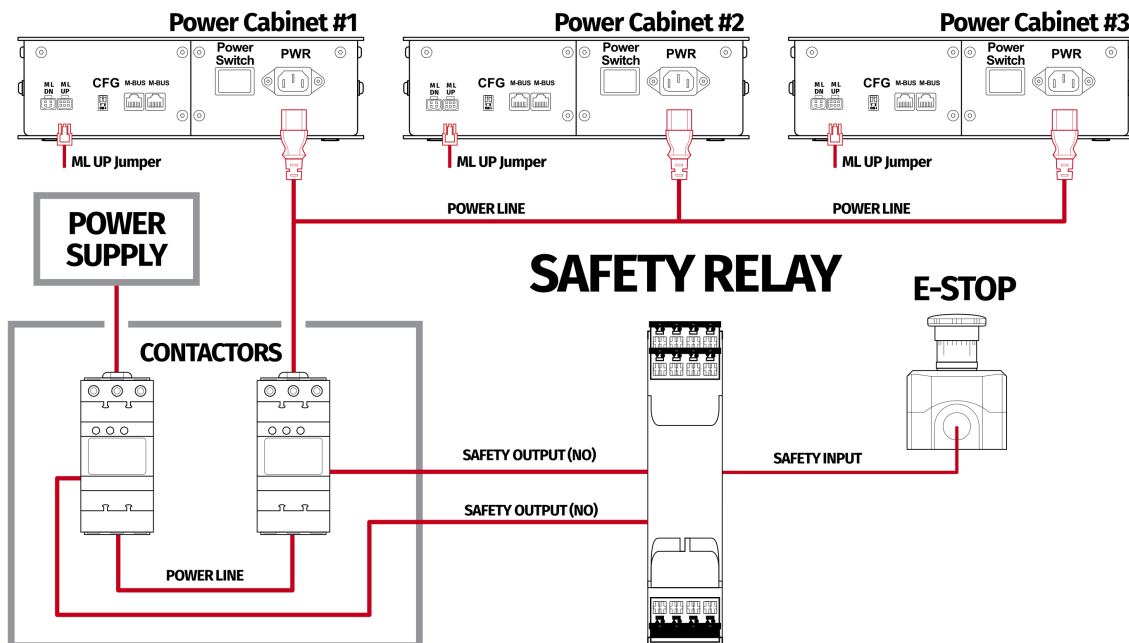 Power Cabinet #1
Power Cabinet #2
Power Cabinet #3
Power
Switch
PWR
ML
DN
ML
UP
CFG
M-BUS M-BUS
Power
Switch
PWR
ML
DN
ML
UP
CFG
M-BUS M-BUS
Power
Switch
PWR
ML
DN
ML
UP
CFG
M-BUS M-BUS
ML UP Jumper
ML UP Jumper
ML UP Jumper
POWER LINE
POWER LINE
POWER
SUPPLY
SAFETY RELAY
E-STOP
CONTACTORS
SAFETY OUTPUT (NO)
SAFETY INPUT
SAFETY OUTPUT (NO)
POWER LINE